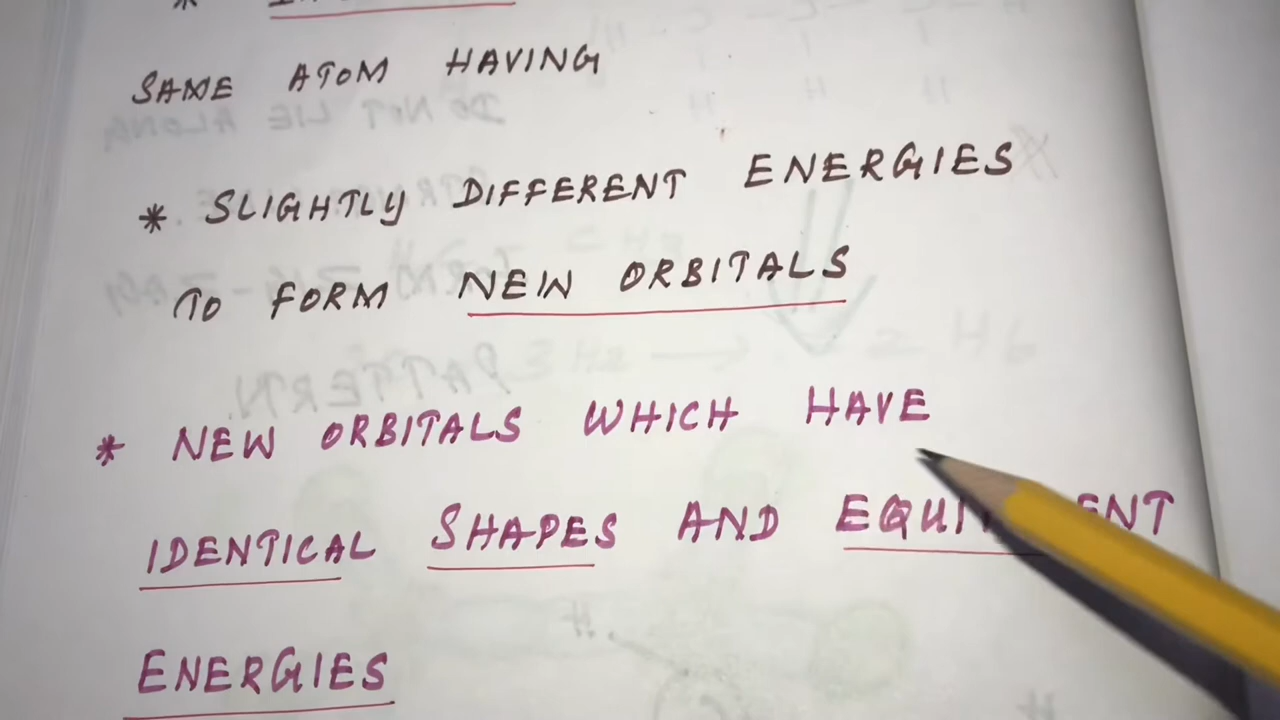 SAME ATOM HAVING
* SLIGHTLY DIFFERENT ENERGIES
TO FORM NEW ORBITALS
* NEW ORBITALS WHICH HAVE
IDENTICAL SHAPES AND
ENERGIES